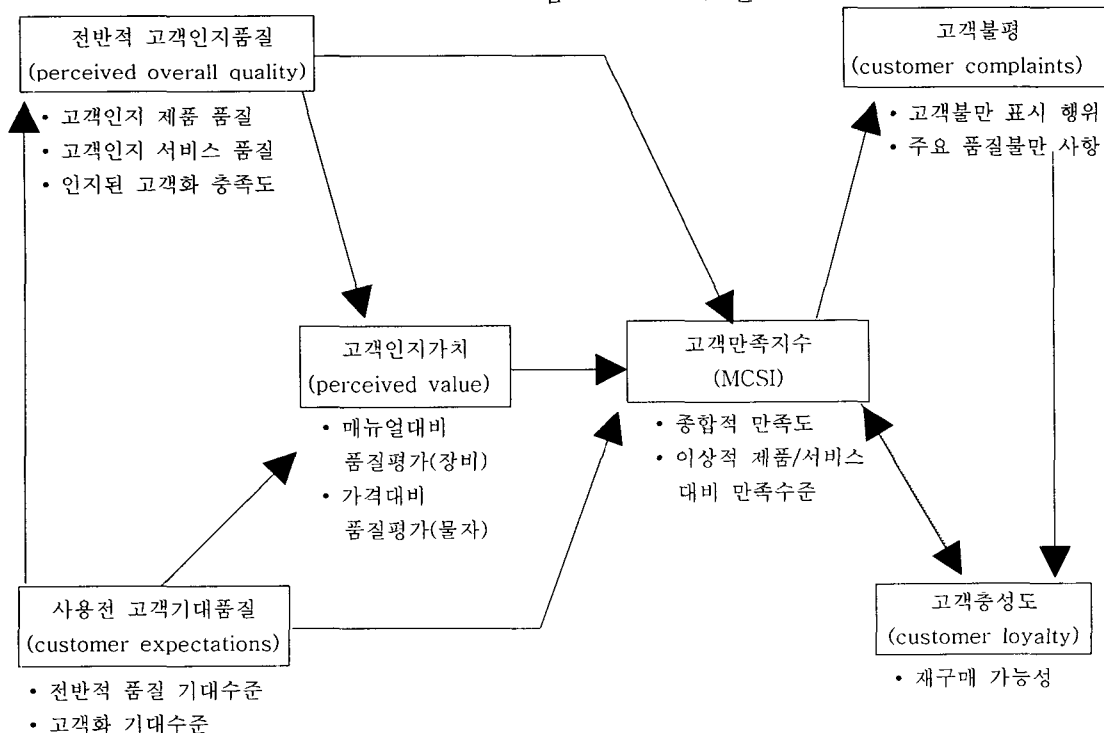 전반적 고객인지품질
(perceived overall quality)
• 고객인지 제품 품질
• 고객인지 서비스 품질
• 인지된 고객화 충족도
고객불평
(customer complaints)
• 고객불만 표시 행위
• 주요 품질불만 사항
고객인지가치
(perceived value)
• 매뉴얼대비
품질평가(장비)
• 가격대비
품질평가(물자)
고객만족지수
(MCSI)
• 종합적 만족도
• 이상적 제품/서비스
대비 만족수준
사용전 고객기대품질
(customer expectations)
• 전반적 품질 기대수준
• 고객화 기대수준
고객충성도
(customer loyalty)
• 재구매 가능성